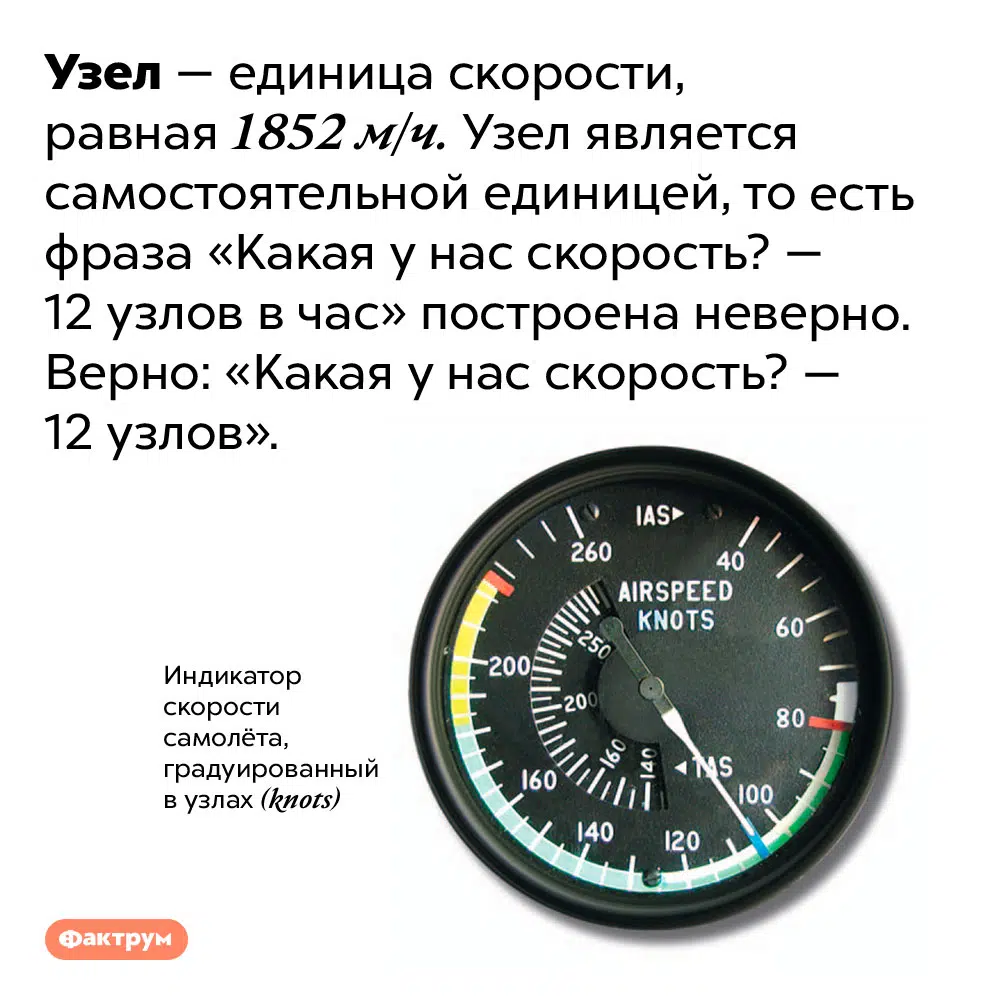 Узел — единица скорости,
равная 1852 м/ч. Узел является
самостоятельной единицей, то есть
фраза «Какая у нас скорость? —
12 узлов в час» построена неверно.
Верно: «Какая у нас скорость? —
12 узлов».
IAS
260
40
AIRSPEED
KNOTS
60
250
200
200
80
160
140
TAS
160
100
140
120
Индикатор
скорости
самолёта,
градуированный
в узлах (knots)
Фактрум